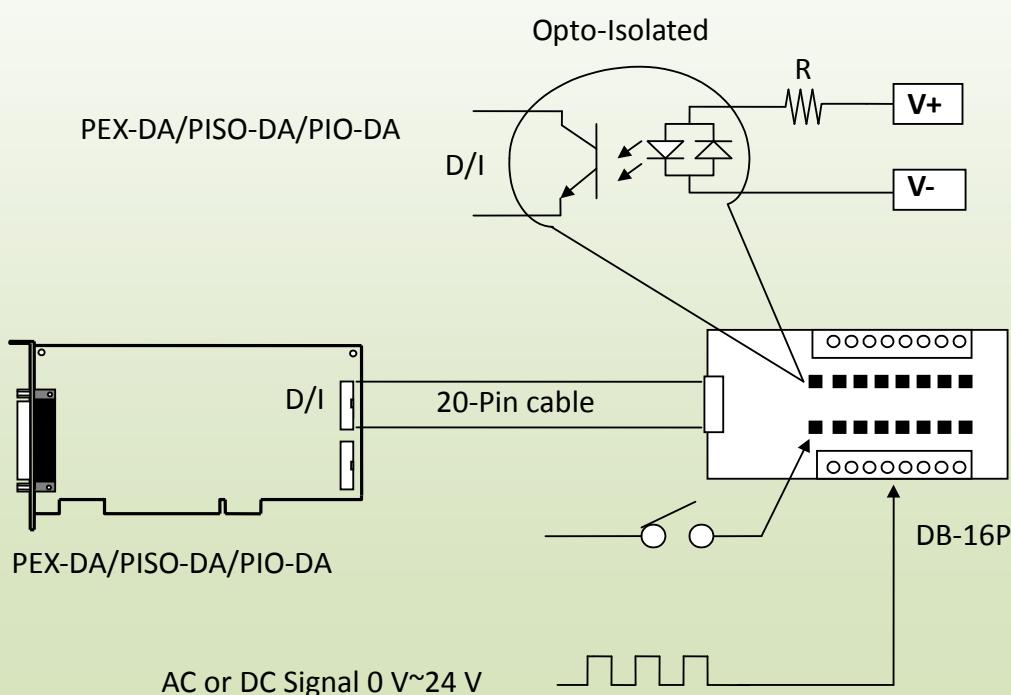 Opto-Isolated
R
V+
PEX-DA/PISO-DA/PIO-DA
D/I
V-
D/I
20-Pin cable
DB-16P
PEX-DA/PISO-DA/PIO-DA
AC or DC Signal 0 V~24 V